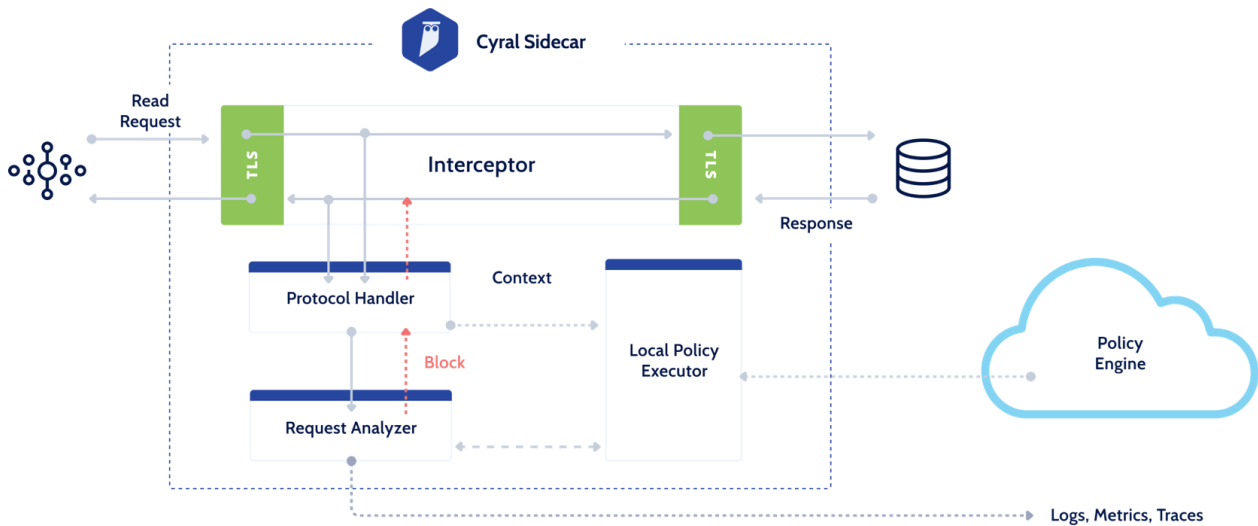 Cyral Sidecar
Read
Request
TLS
Interceptor
TLS
Response
Protocol Handler
Context
Local Policy
Executor
Policy
Engine
Block
Request Analyzer
Logs, Metrics, Traces